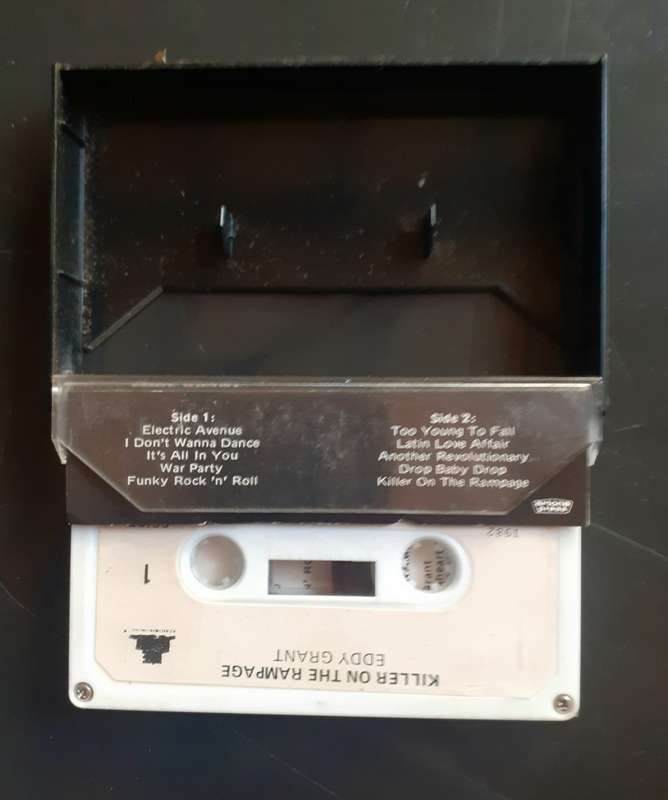 Side 1:
Electric Avenue
I Don't Wanna Dance
It's All In You
War Party
Funky Rock 'n' Roll
Side 2:
Too Young To Fall
Latin Love Affair
Another Revolutionary
Drop Baby Drop
Killer On The Rampage
1982
1
KILLER ON THE RAMPAGE
EDDY GRANT